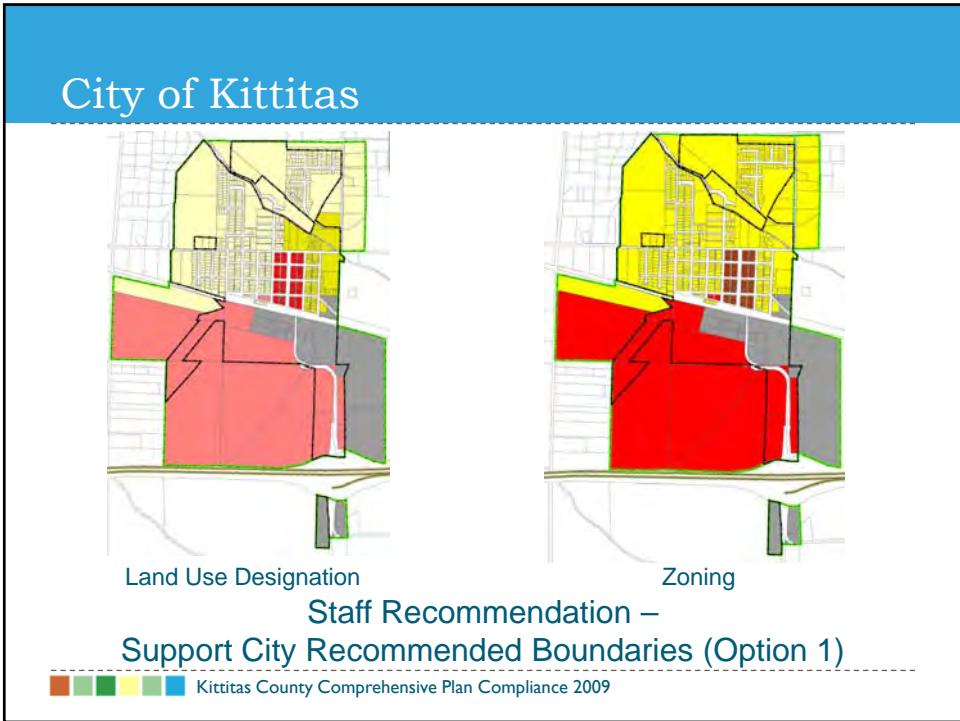 City of Kittitas
Land Use Designation
Zoning
Staff Recommendation –
Support City Recommended Boundaries (Option 1)
Kittitas County Comprehensive Plan Compliance 2009